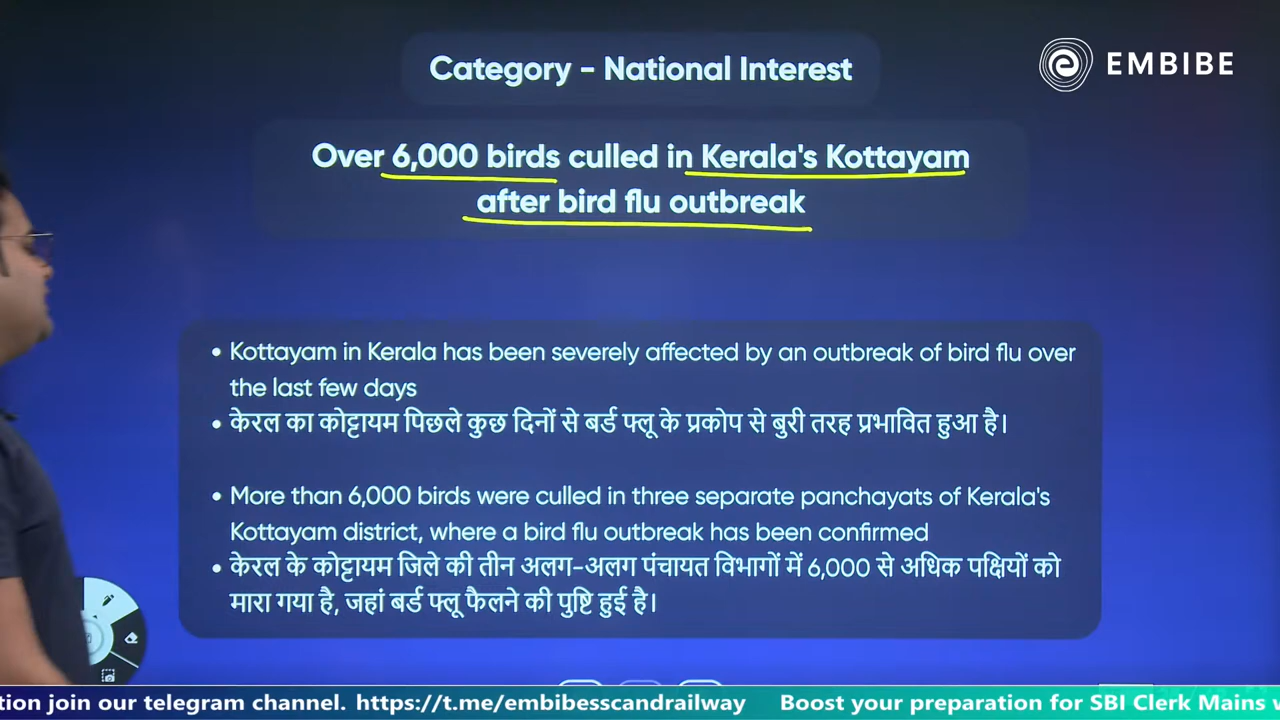 Category - National Interest
EMBIBE
Over 6,000 birds culled in Kerala's Kottayam
after bird flu outbreak
• Kottayam in Kerala has been severely affected by an outbreak of bird flu over
the last few days
• केरल का कोट्टायम पिछले कुछ दिनों से बर्ड फ्लू के प्रकोप से बुरी तरह प्रभावित हुआ है।
• More than 6,000 birds were culled in three separate panchayats of Kerala's
Kottayam district, where a bird flu outbreak has been confirmed
• केरल के कोट्टायम जिले की तीन अलग-अलग पंचायत विभागों में 6,000 से अधिक पक्षियों को
मारा गया है, जहां बर्ड फ्लू फैलने की पुष्टि हुई है।
tion join our telegram channel. https://t.me/embibesscandrailway Boost your preparation for SBI Clerk Mains